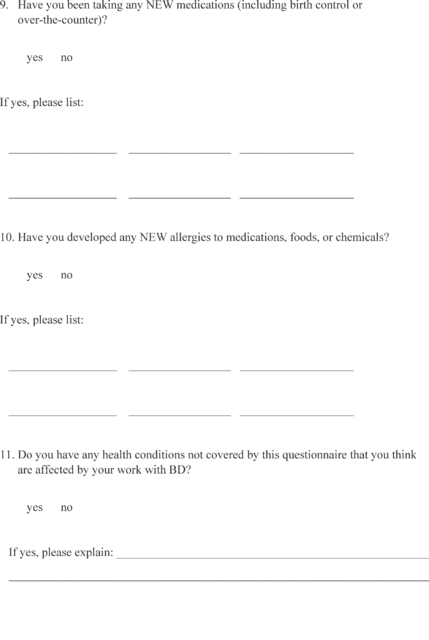 9. Have you been taking any NEW medications (including birth control or
over-the-counter)?
yes no
If yes, please list:
10. Have you developed any NEW allergies to medications, foods, or chemicals?
yes no
If yes, please list:
11. Do you have any health conditions not covered by this questionnaire that you think
are affected by your work with BD?
yes no
If yes, please explain: